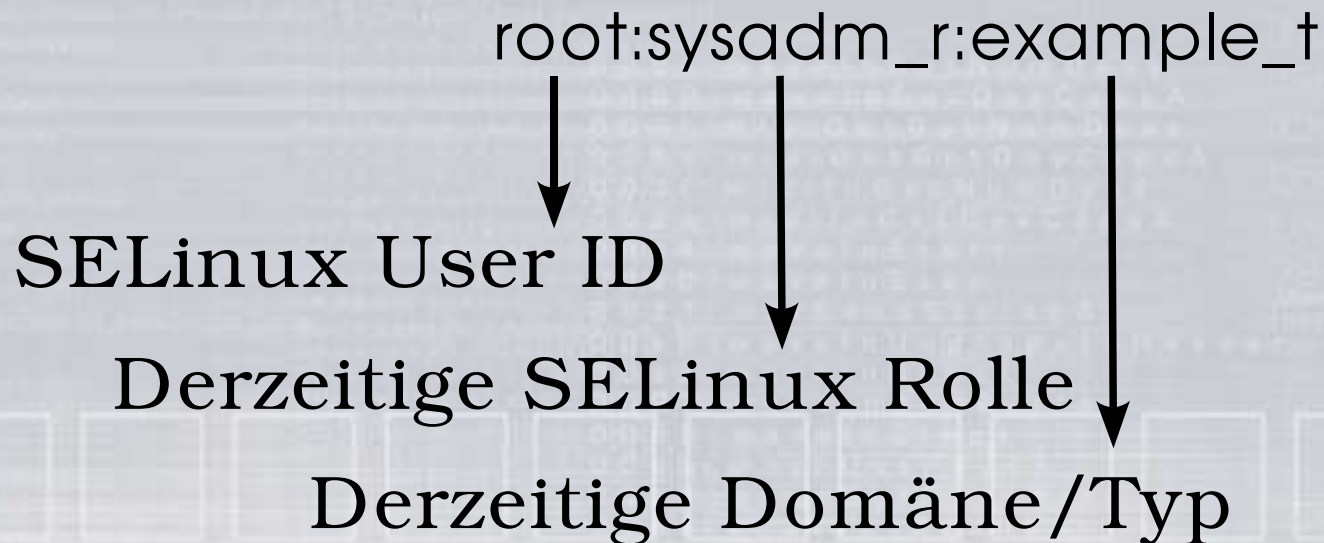 root:sysadm_r:example_t
SELinux User ID
Derzeitige SELinux Rolle
Derzeitige Domäne/Typ